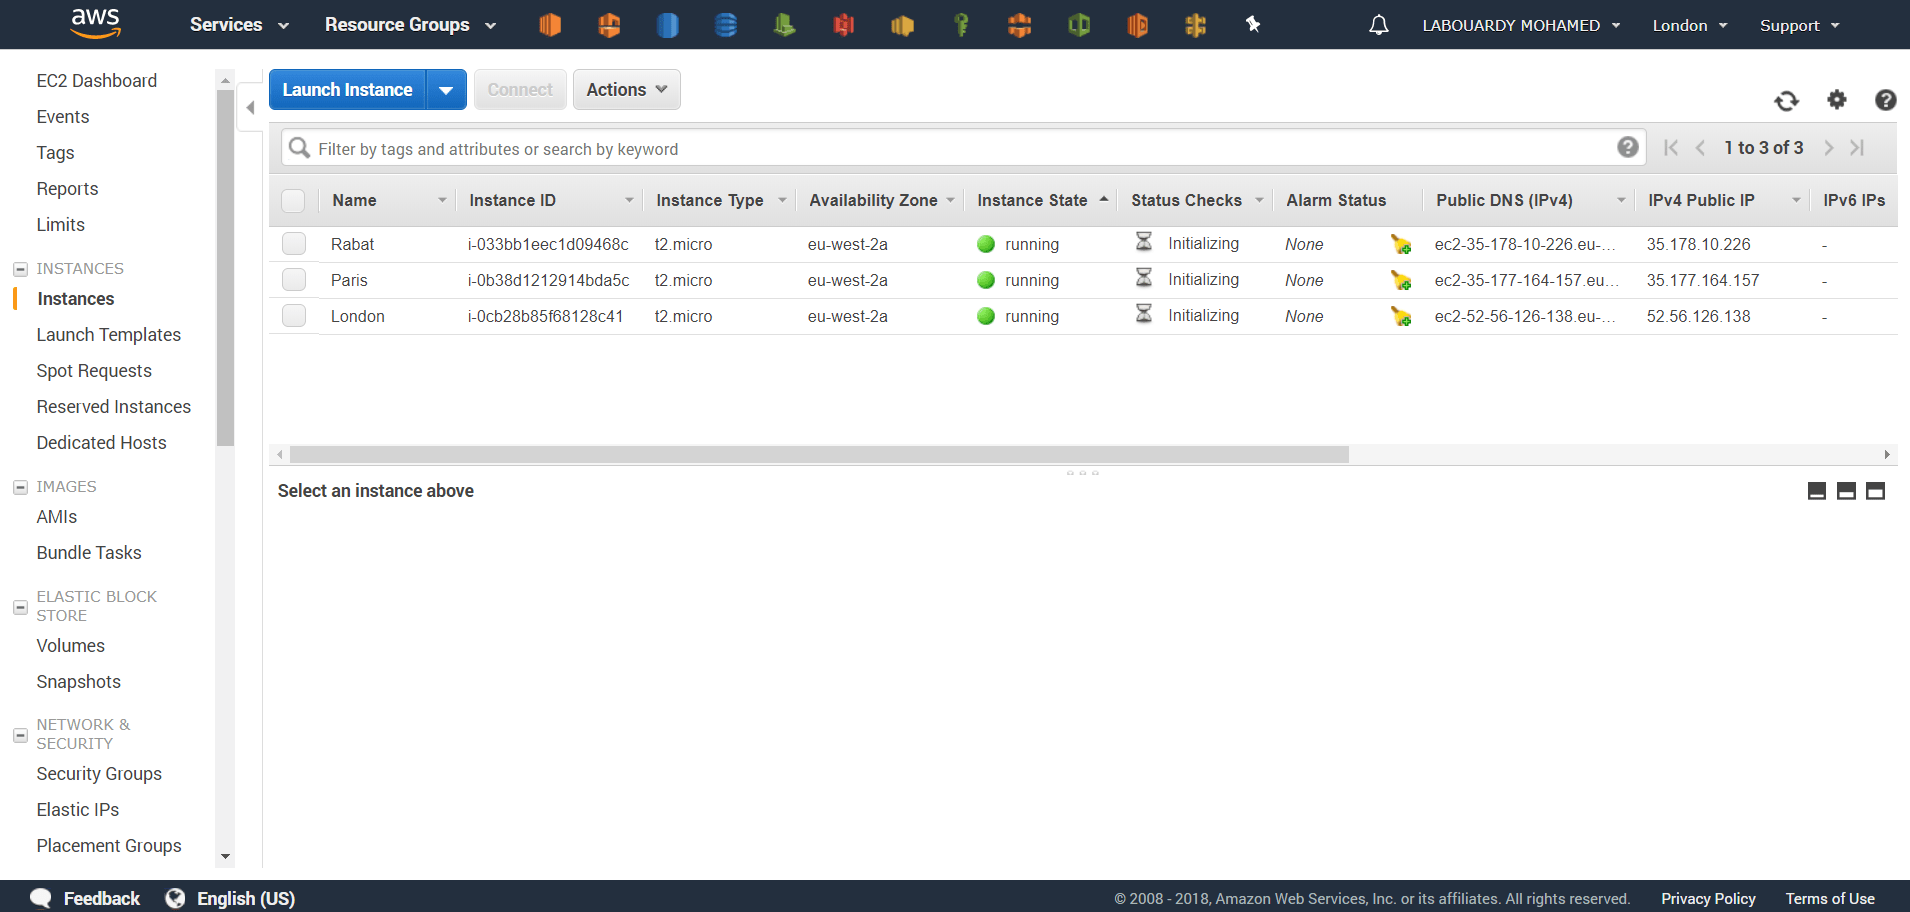 aws Services Resource Groups LABOUARDY MOHAMED London Support
EC2 Dashboard
Events
Tags
Reports
Limits
INSTANCES
Instances
Launch Templates
Spot Requests
Reserved Instances
Dedicated Hosts
IMAGES
AMIs
Bundle Tasks
ELASTIC BLOCK
STORE
Volumes
Snapshots
NETWORK &
SECURITY
Security Groups
Elastic IPs
Placement Groups
Launch Instance Connect Actions
Filter by tags and attributes or search by keyword 1 to 3 of 3
Name Instance ID Instance Type Availability Zone Instance State Status Checks Alarm Status Public DNS (IPv4) IPv4 Public IP IPv6 IPs
Rabat i-033bb1eec1d09468c t2.micro eu-west-2a running Initializing None ec2-35-178-10-226.eu-... 35.178.10.226 -
Paris i-0b38d1212914bda5c t2.micro eu-west-2a running Initializing None ec2-35-177-164-157.eu... 35.177.164.157 -
London i-0cb28b85f68128c41 t2.micro eu-west-2a running Initializing None ec2-52-56-126-138.eu-... 52.56.126.138 -
Select an instance above
Feedback English (US) © 2008 - 2018, Amazon Web Services, Inc. or its affiliates. All rights reserved. Privacy Policy Terms of Use